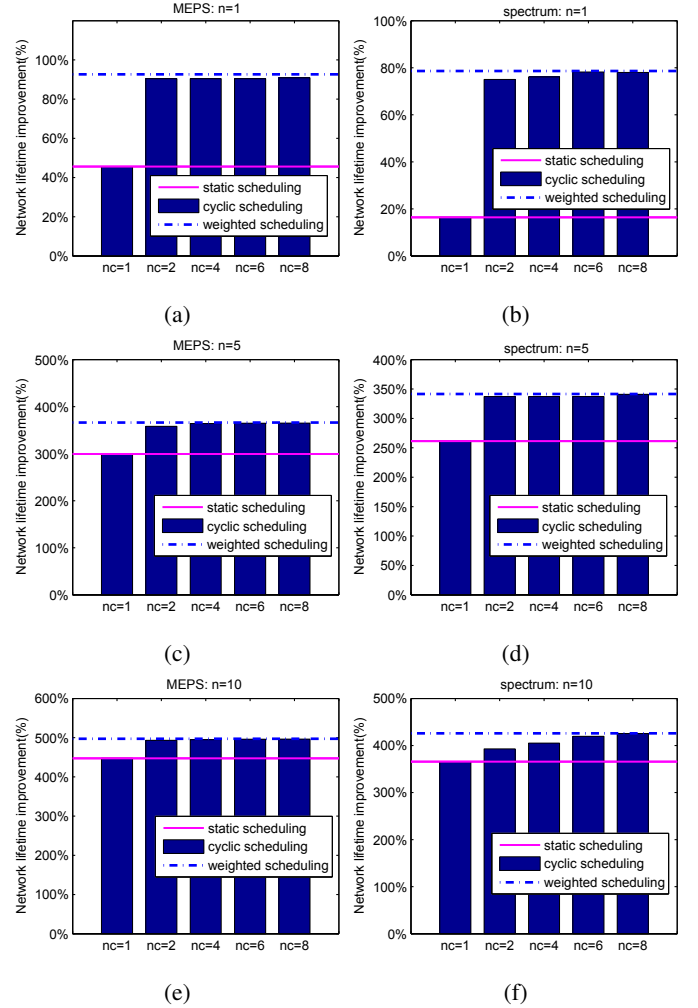 MEPS: n=1
Network lifetime improvement(%)
100%
80%
60%
40%
20%
0%
static scheduling
cyclic scheduling
weighted scheduling
nc=1 nc=2 nc=4 nc=6 nc=8
(a)
spectrum: n=1
Network lifetime improvement(%)
100%
80%
60%
40%
20%
0%
static scheduling
cyclic scheduling
weighted scheduling
nc=1 nc=2 nc=4 nc=6 nc=8
(b)
MEPS: n=5
Network lifetime improvement(%)
500%
400%
300%
200%
100%
0%
static scheduling
cyclic scheduling
weighted scheduling
nc=1 nc=2 nc=4 nc=6 nc=8
(c)
spectrum: n=5
Network lifetime improvement(%)
400%
350%
300%
250%
200%
150%
100%
50%
0%
static scheduling
cyclic scheduling
weighted scheduling
nc=1 nc=2 nc=4 nc=6 nc=8
(d)
MEPS: n=10
Network lifetime improvement(%)
600%
500%
400%
300%
200%
100%
0%
static scheduling
cyclic scheduling
weighted scheduling
nc=1 nc=2 nc=4 nc=6 nc=8
(e)
spectrum: n=10
Network lifetime improvement(%)
500%
400%
300%
200%
100%
0%
static scheduling
cyclic scheduling
weighted scheduling
nc=1 nc=2 nc=4 nc=6 nc=8
(f)